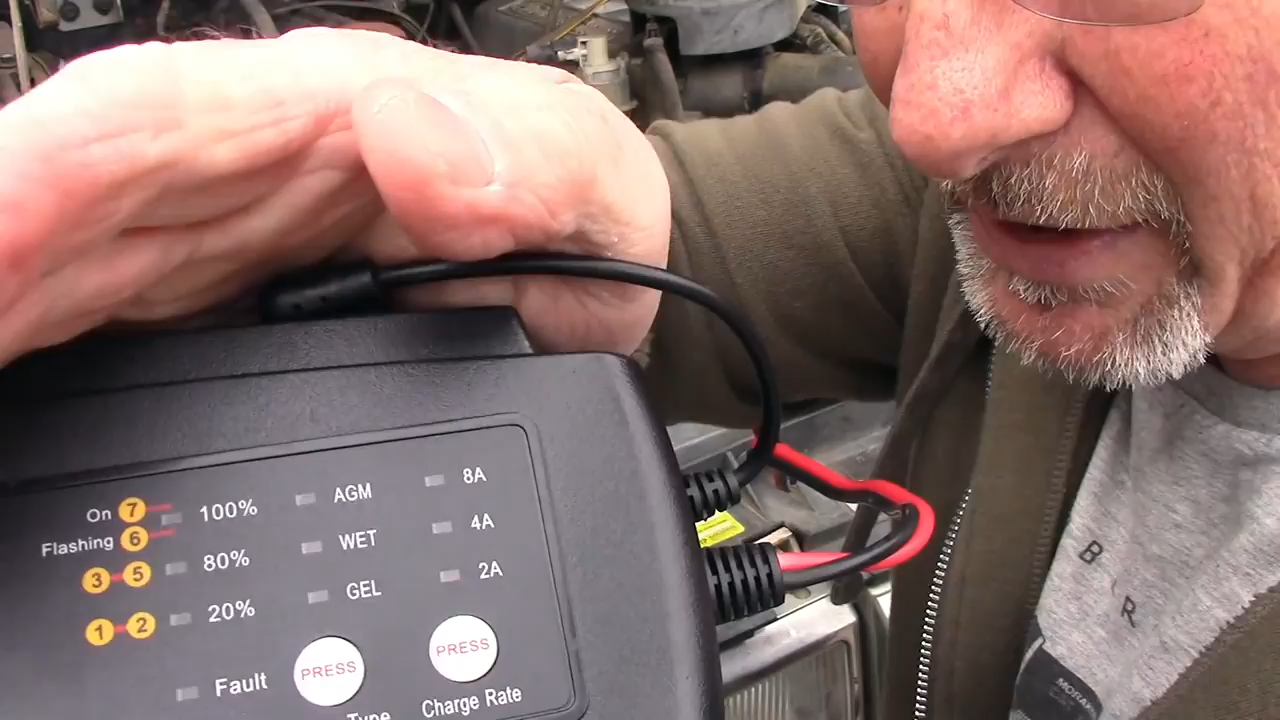 On 7 100% AGM 8A
Flashing 6
3 5 80% WET 4A
1 2 20% GEL 2A
Fault PRESS PRESS
Type Charge Rate
B R